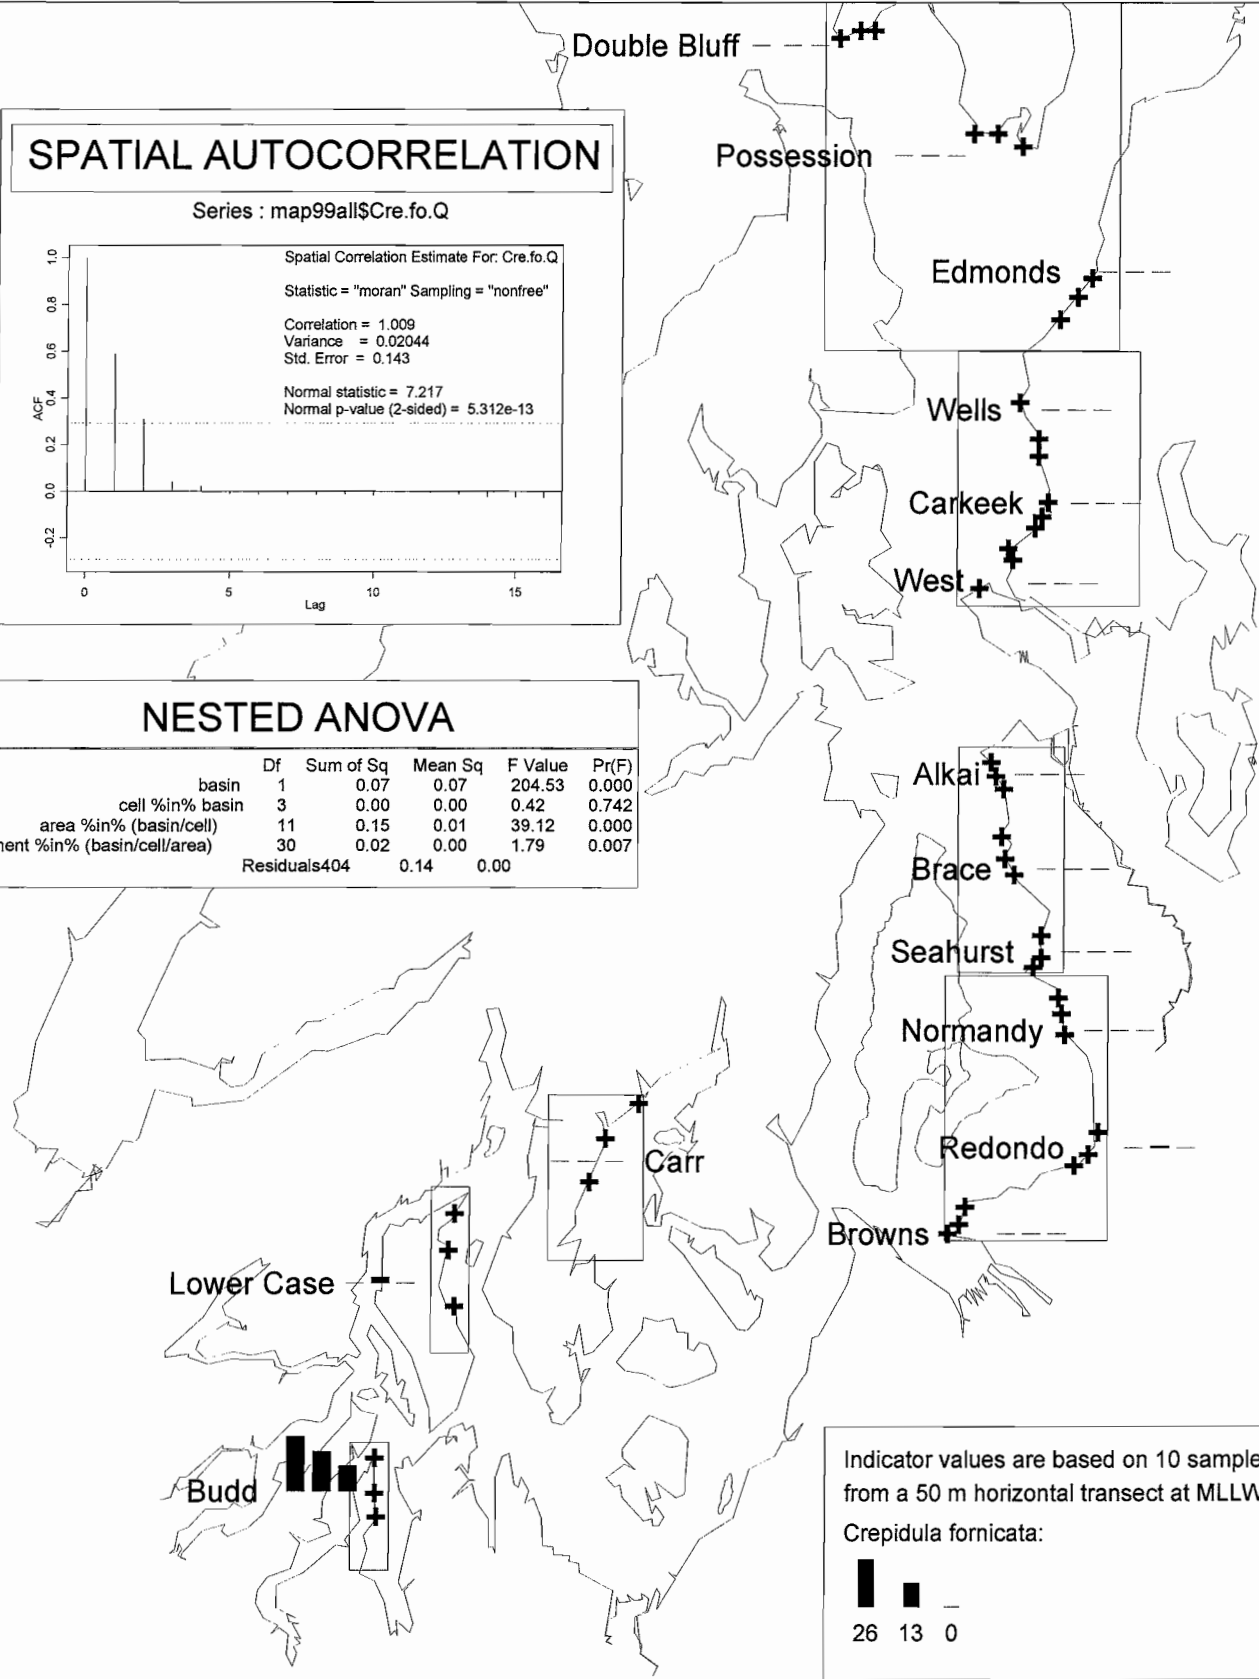 Double Bluff
Possession
Edmonds
Wells
Carkeek
West
SPATIAL AUTOCORRELATION
Series : map99all$Cre.fo.Q
Spatial Correlation Estimate For: Cre.fo.Q
Statistic = "moran" Sampling = "nonfree"
Correlation = 1.009
Variance = 0.02044
Std. Error = 0.143
Normal statistic = 7.217
Normal p-value (2-sided) = 5.312e-13
ACF
1.0
0.8
0.6
0.4
0.2
0.0
-0.2
0 5 10 15
Lag
NESTED ANOVA
Df Sum of Sq Mean Sq F Value Pr(F)
basin 1 0.07 0.07 204.53 0.000
cell %in% basin 3 0.00 0.00 0.42 0.742
area %in% (basin/cell) 11 0.15 0.01 39.12 0.000
nent %in% (basin/cell/area) 30 0.02 0.00 1.79 0.007
Residuals404 0.14 0.00
Alkai
Brace
Seahurst
Normandy
Redondo
Browns
Carr
Lower Case
Budd
Indicator values are based on 10 sample
from a 50 m horizontal transect at MLLW
Crepidula fornicata:
26 13 0